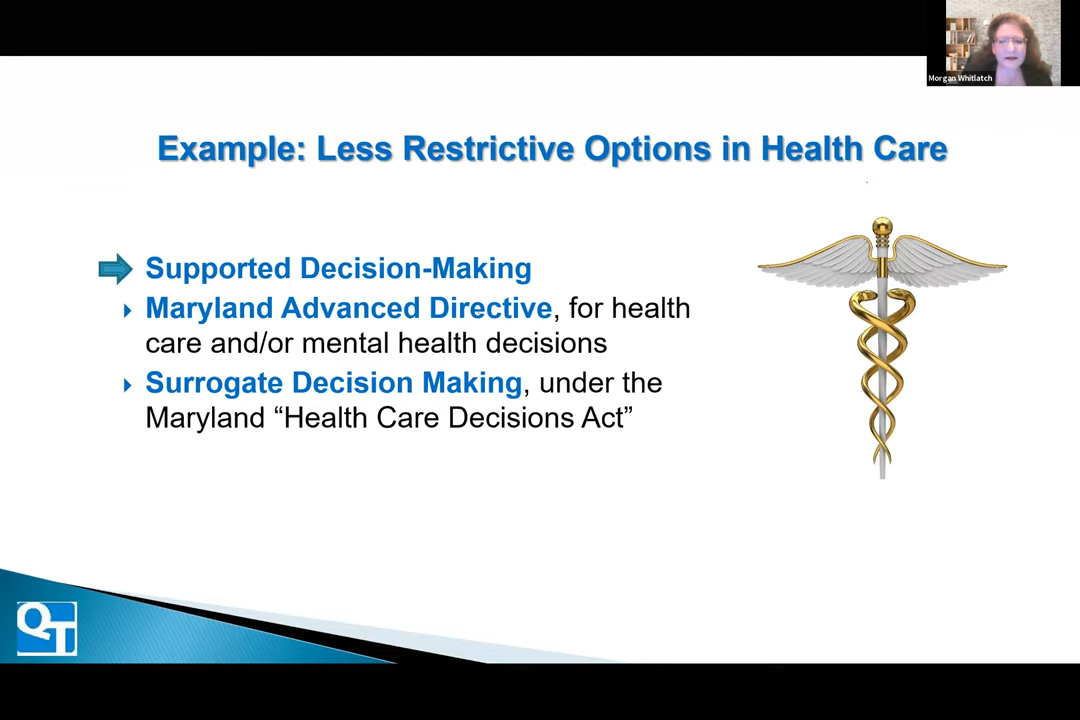 Morgan Whitlatch
Example: Less Restrictive Options in Health Care
Supported Decision-Making
Maryland Advanced Directive, for health
care and/or mental health decisions
Surrogate Decision Making, under the
Maryland “Health Care Decisions Act”
QT